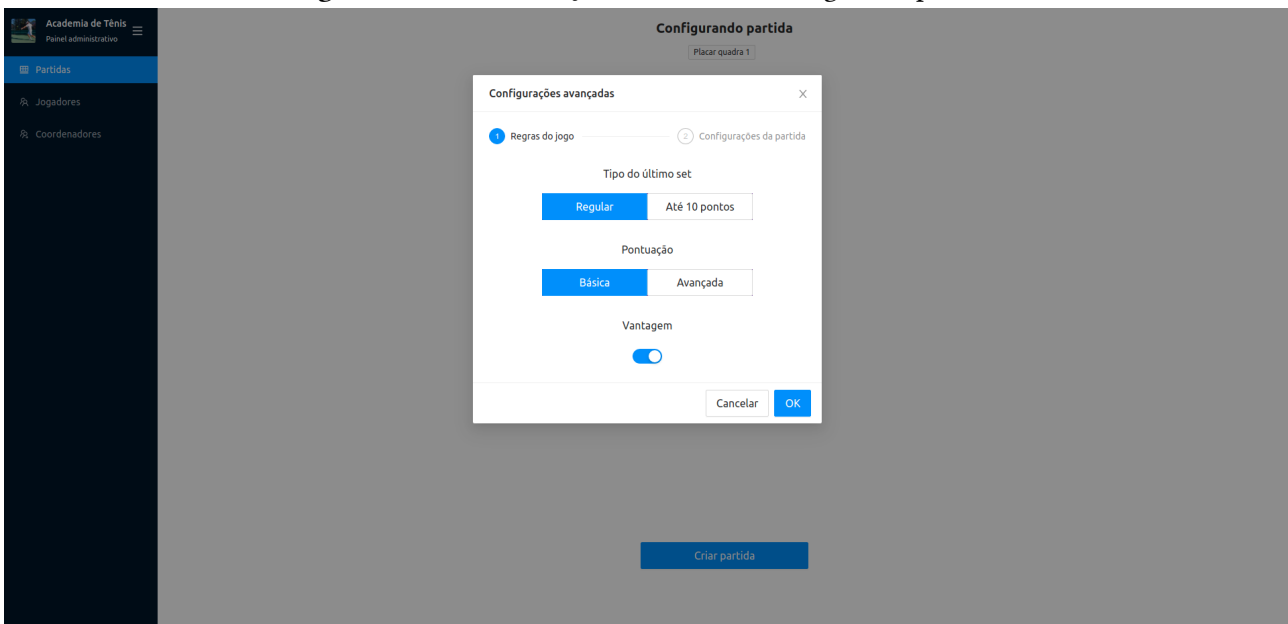 Academia de Tênis
Painel administrativo
Partidas
Jogadores
Coordenadores
Configurando partida
Placar quadra 1
Configurações avançadas
1 Regras do jogo
2 Configurações da partida
Tipo do último set
Regular
Até 10 pontos
Pontuação
Básica
Avançada
Vantagem
Cancelar
OK
Criar partida